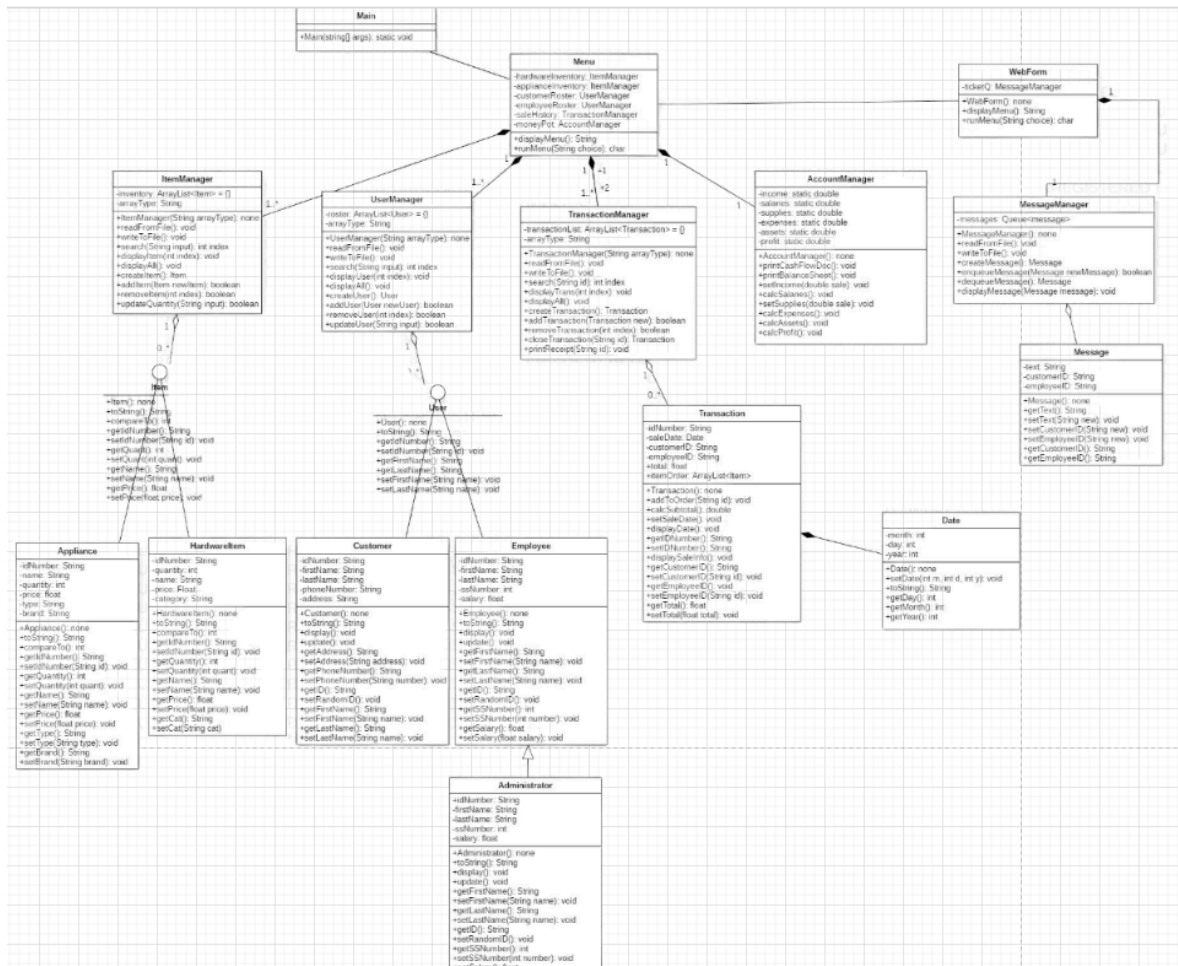 Main
+Main(string[] args): static void
Menu
-hardwareInventory: ItemManager
-applianceInventory: ItemManager
-customerRoster: UserManager
-employeeRoster: UserManager
-saleHistory: TransactionManager
-moneyPot: AccountManager
+displayMenu(): String
+runMenu(String choice): char
WebForm
-ticketQ: MessageManager
+WebForm(): none
+displayMenu(): String
+runMenu(String choice): char
1
1
1
1
+1
1
1..*
1..*
+2
1..*
1
ItemManager
-inventory: ArrayList<Item> = {}
-arrayType: String
+ItemManager(String arrayType): none
+readFromFile(): void
+writeToFile(): void
+search(String input): int index
+displayItem(int index): void
+displayAll(): void
+createItem(): Item
+addItem(Item newItem): boolean
+removeItem(int index): boolean
+updateQuantity(String input): boolean
1
0..*
UserManager
-roster: ArrayList<User> = {}
-arrayType: String
+UserManager(String arrayType): none
+readFromFile(): void
+writeToFile(): void
+search(String input): int index
+displayUser(int index): void
+displayAll(): void
+createUser(): User
+addUser(User newUser): boolean
+removeUser(int index): boolean
+updateUser(String input): boolean
1
TransactionManager
-transactionList: ArrayList<Transaction> = {}
-arrayType: String
+TransactionManager(String arrayType): none
+readFromFile(): void
+writeToFile(): void
+search(String id): int index
+displayTrans(int index): void
+displayAll(): void
+createTransaction(): Transaction
+addTransaction(Transaction new): boolean
+removeTransaction(int index): boolean
+closeTransaction(String id): Transaction
+printReceipt(String id): void
1
0..*
AccountManager
-income: static double
-salaries: static double
-supplies: static double
-expenses: static double
-assets: static double
-profit: static double
+AccountManager(): none
+printCashFlowDoc(): void
+printBalanceSheet(): void
+setIncome(double sale): void
+calcSalaries(): void
+setSupplies(double sale): void
+calcExpenses(): void
+calcAssets(): void
+calcProfit(): void
MessageManager
-messages: Queue<message>
+MessageManager(): none
+readFromFile(): void
+writeToFile(): void
+createMessage(): Message
+enqueueMessage(Message newMessage): boolean
+dequeueMessage(): Message
+displayMessage(Message message): void
Message
-text: String
-customerID: String
-employeeID: String
+Message(): none
+getText(): String
+setText(String new): void
+setCustomerID(String new): void
+setEmployeeID(String new): void
+getCustomerID(): String
+getEmployeeID(): String
Item
+Item(): none
+toString(): String
+compareTo(): int
+getIdNumber(): String
+setIdNumber(String id): void
+getQuant(): int
+setQuant(int quant): void
+getName(): String
+setName(String name): void
+getPrice(): float
+setPrice(float price): void
User
+User(): none
+toString(): String
+getIdNumber(): String
+setIdNumber(String id): void
+getFirstName(): String
+getLastName(): String
+setFirstName(String name): void
+setLastName(String name): void
Transaction
-idNumber: String
-saleDate: Date
-customerID: String
-employeeID: String
+total: float
+itemOrder: ArrayList<Item>
+Transaction(): none
+addToOrder(String id): void
+calcSubtotal(): double
+setSaleDate(): void
+displayDate(): void
+getIDNumber(): String
+setIDNumber(): String
+displaySaleInfo(): void
+getCustomerID(): String
+setCustomerID(String id): void
+getEmployeeID(): String
+setEmployeeID(String id): void
+getTotal(): float
+setTotal(float total): void
Date
-month: int
-day: int
-year: int
+Date(): none
+setDate(int m, int d, int y): void
+toString(): String
+getDay(): int
+getMonth(): int
+getYear(): int
Appliance
-idNumber: String
-name: String
-quantity: int
-price: float
-type: String
-brand: String
+Appliance(): none
+toString(): String
+compareTo(): int
+getIdNumber(): String
+setIdNumber(String id): void
+getQuantity(): int
+setQuantity(int quant): void
+getName(): String
+setName(String name): void
+getPrice(): float
+setPrice(float price): void
+getType(): String
+setType(String type): void
+getBrand(): String
+setBrand(String brand): void
HardwareItem
-idNumber: String
-quantity: int
-name: String
-price: Float
-category: String
+HardwareItem(): none
+toString(): String
+compareTo(): int
+getIdNumber(): String
+setIdNumber(String id): void
+getQuantity(): int
+setQuantity(int quant): void
+getName(): String
+setName(String name): void
+getPrice(): float
+setPrice(float price): void
+getCat(): String
+setCat(String cat)
Customer
-idNumber: String
-firstName: String
-lastName: String
-phoneNumber: String
-address: String
+Customer(): none
+toString(): String
+display(): void
+update(): void
+getAddress(): String
+setAddress(String address): void
+getPhoneNumber(): String
+setPhoneNumber(String number): void
+getID(): String
+setRandomID(): void
+getFirstName(): String
+setFirstName(String name): void
+getLastName(): String
+setLastName(String name): void
Employee
-idNumber: String
-firstName: String
-lastName: String
-ssNumber: int
-salary: float
+Employee(): none
+toString(): String
+display(): void
+update(): void
+getFirstName(): String
+setFirstName(String name): void
+getLastName(): String
+setLastName(String name): void
+getID(): String
+setRandomID(): void
+getSSNumber(): int
+setSSNumber(int number): void
+getSalary(): float
+setSalary(float salary): void
Administrator
+idNumber: String
-firstName: String
-lastName: String
-ssNumber: int
-salary: float
+Administrator(): none
+toString(): String
+display(): void
+update(): void
+getFirstName(): String
+setFirstName(String name): void
+getLastName(): String
+setLastName(String name): void
+getID(): String
+setRandomID(): void
+getSSNumber(): int
+setSSNumber(int number): void